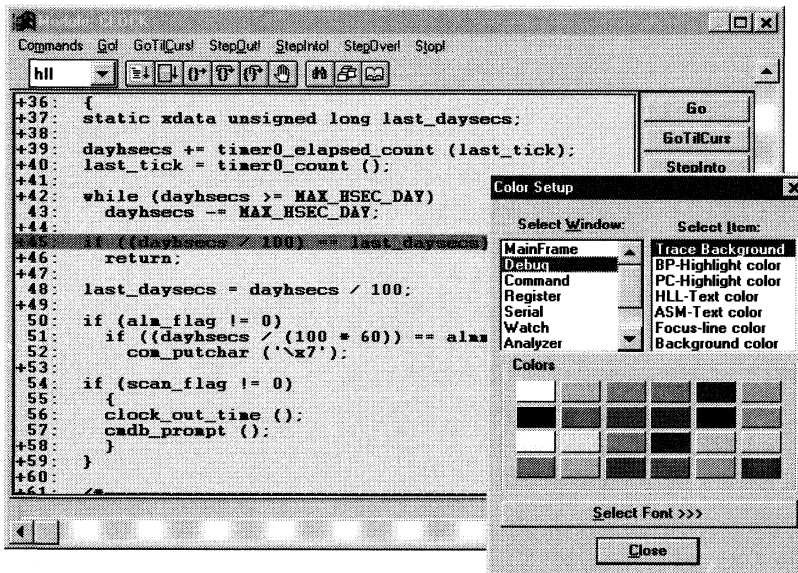 Module: CLOCK
Commands Go! GoTilCurs! StepOut! StepInto! StepOver! Stop!
hll
+36: {
+37: static xdata unsigned long last_daysecs;
+38:
+39: dayhsecs += timer0_elapsed_count (last_tick);
+40: last_tick = timer0_count ();
+41:
+42: while (dayhsecs >= MAX_HSEC_DAY)
43: dayhsecs -= MAX_HSEC_DAY;
+44:
+45: if ((dayhsecs / 100) == last_daysecs)
+46: return;
+47:
48: last_daysec = dayhsecs / 100;
+49:
50: if (alm_flag != 0)
51: if ((dayhsecs / (100 * 60)) == alm
52: com_putchar ('\x7');
+53:
54: if (scan_flag != 0)
55: {
56: clock_out_time ();
57: cmdb_prompt ();
+58: }
+59: }
+60:
+61: /*
Go
GoTilCurs
StepInto
Color Setup
Select Window:
MainFrame
Debug
Command
Register
Serial
Watch
Analyzer
Select Item:
Trace Background
BP-Highlight color
PC-Highlight color
HLL-Text color
ASM-Text color
Focus-line color
Background color
Colors
Select Font >>>
Close